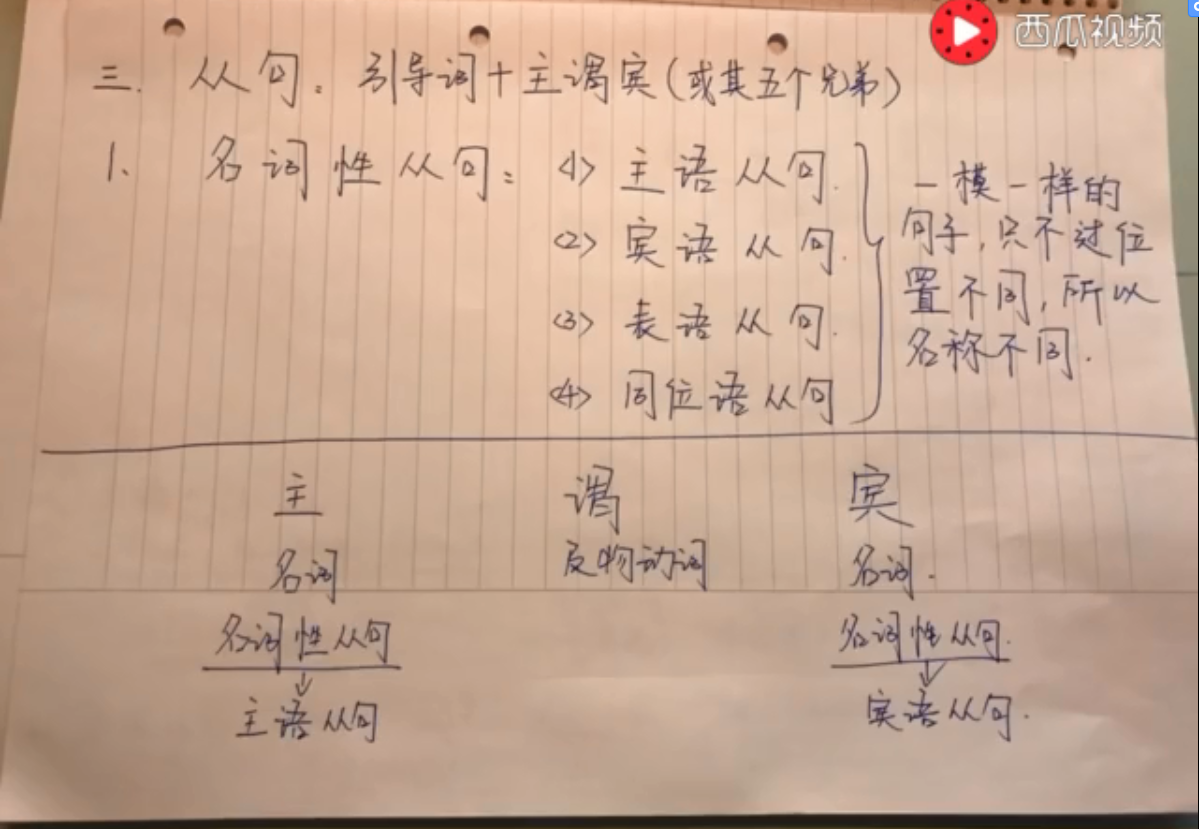 西瓜视频
三. 从句: 引导词+主谓宾(或其五个兄弟)
1. 名词性从句: <1> 主语从句.
<2> 宾语从句.
<3> 表语从句.
<4> 同位语从句
一模一样的
句子,只不过位
置不同,所以
名称不同.
主 谓 宾
名词 及物动词 名词.
名词性从句 名词性从句.
主语从句 宾语从句.